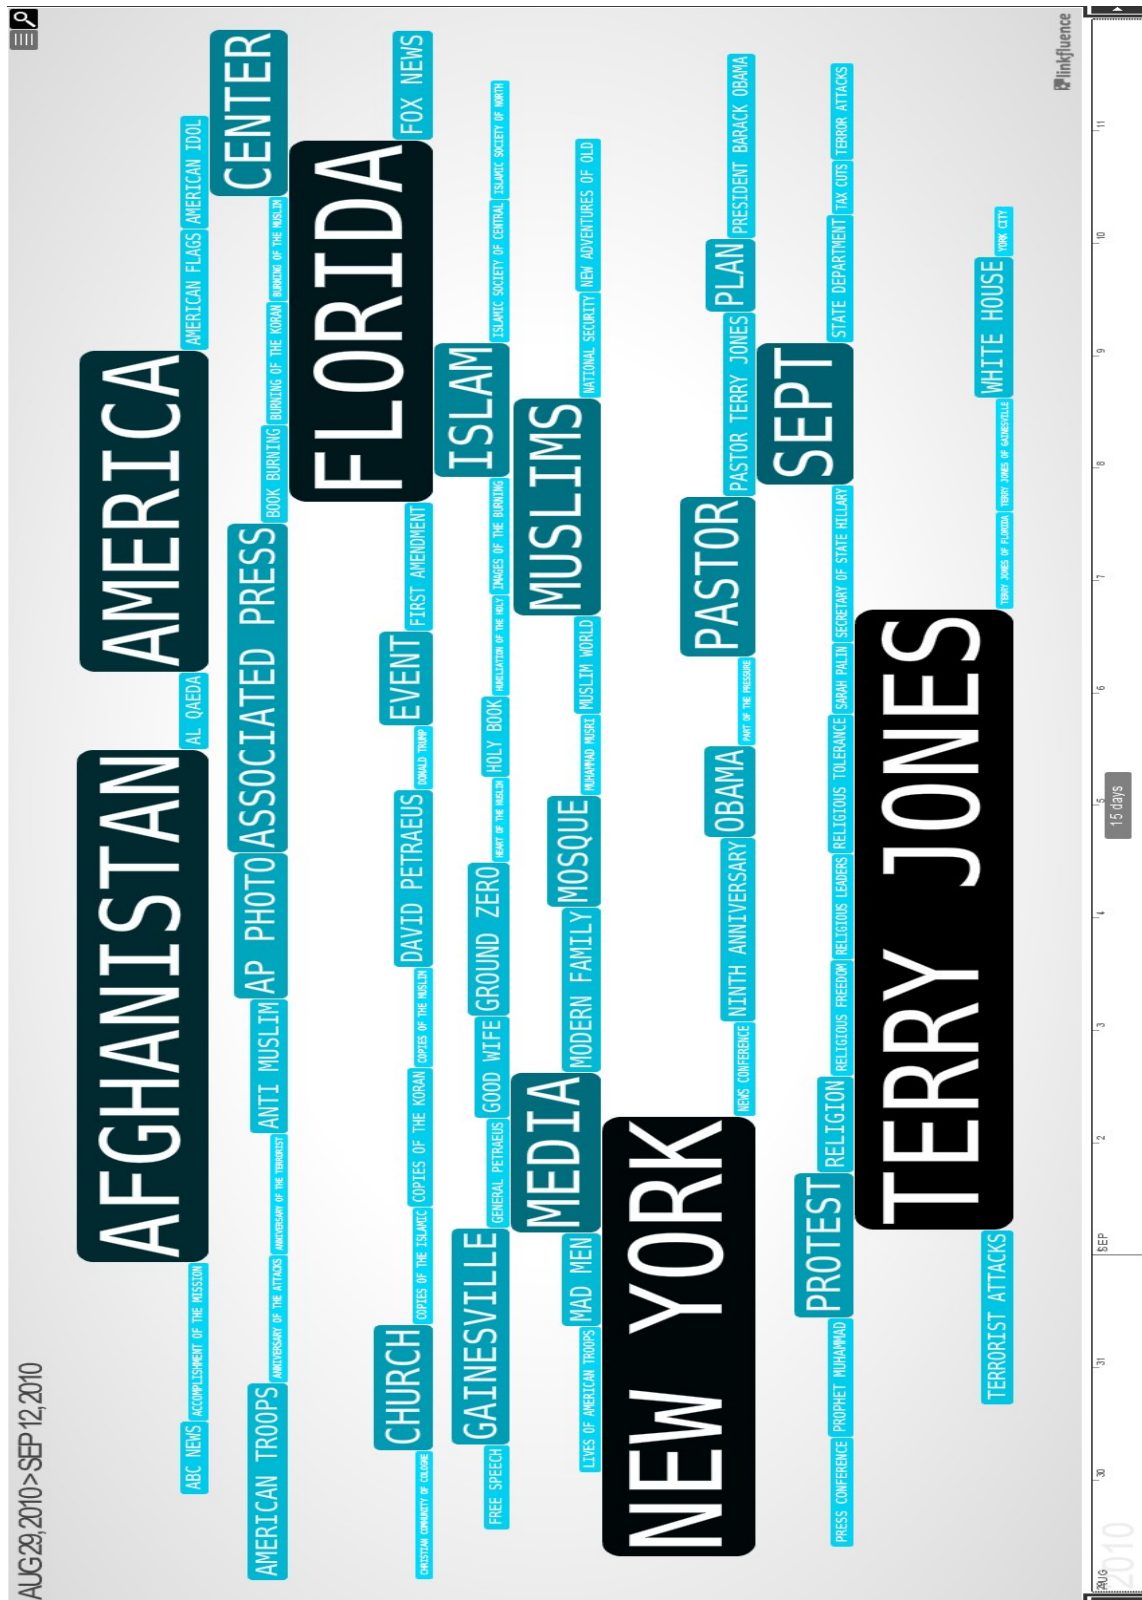 AUG29,2010>SEP12,2010
ABC NEWS ACCOMPLISHMENT OF THE MISSION AFGHANISTAN AL QAEDA AMERICA AMERICAN FLAGS AMERICAN IDOL
AMERICAN TROOPS ANNIVERSARY OF THE ATTACKS ANNIVERSARY OF THE TERRORIST ANTI MUSLIM AP PHOTO ASSOCIATED PRESS BOOK BURNING BURNING OF THE KORAN BURNING OF THE MUSLIM CENTER
CHRISTIAN COMMUNITY OF COLOGNE CHURCH COPIES OF THE ISLAMIC COPIES OF THE KORAN COPIES OF THE MUSLIM DAVID PETRAEUS DONALD TRUMP EVENT FIRST AMENDMENT FLORIDA FOX NEWS
FREE SPEECH GAINESVILLE GENERAL PETRAEUS GOOD WIFE GROUND ZERO HEART OF THE MUSLIM HOLY BOOK HUMILIATION OF THE HOLY IMAGES OF THE BURNING ISLAM ISLAMIC SOCIETY OF CENTRAL ISLAMIC SOCIETY OF NORTH
LIVES OF AMERICAN TROOPS MAD MEN MEDIA MODERN FAMILY MOSQUE MUHAMMAD MUSRI MUSLIM WORLD MUSLIMS NATIONAL SECURITY NEW ADVENTURES OF OLD
NEW YORK NEWS CONFERENCE NINTH ANNIVERSARY OBAMA PART OF THE PRESSURE PASTOR PASTOR TERRY JONES PLAN PRESIDENT BARACK OBAMA
PRESS CONFERENCE PROPHET MUHAMMAD PROTEST RELIGION RELIGIOUS FREEDOM RELIGIOUS LEADERS RELIGIOUS TOLERANCE SARAH PALIN SECRETARY OF STATE HILLARY SEPT STATE DEPARTMENT TAX CUTS TERROR ATTACKS
TERRORIST ATTACKS TERRY JONES TERRY JONES OF FLORIDA TERRY JONES OF GAINESVILLE WHITE HOUSE YORK CITY
linkfluence
AUG 30 31 SEP 2 3 4 5 6 7 8 9 10 11
15 days
2010